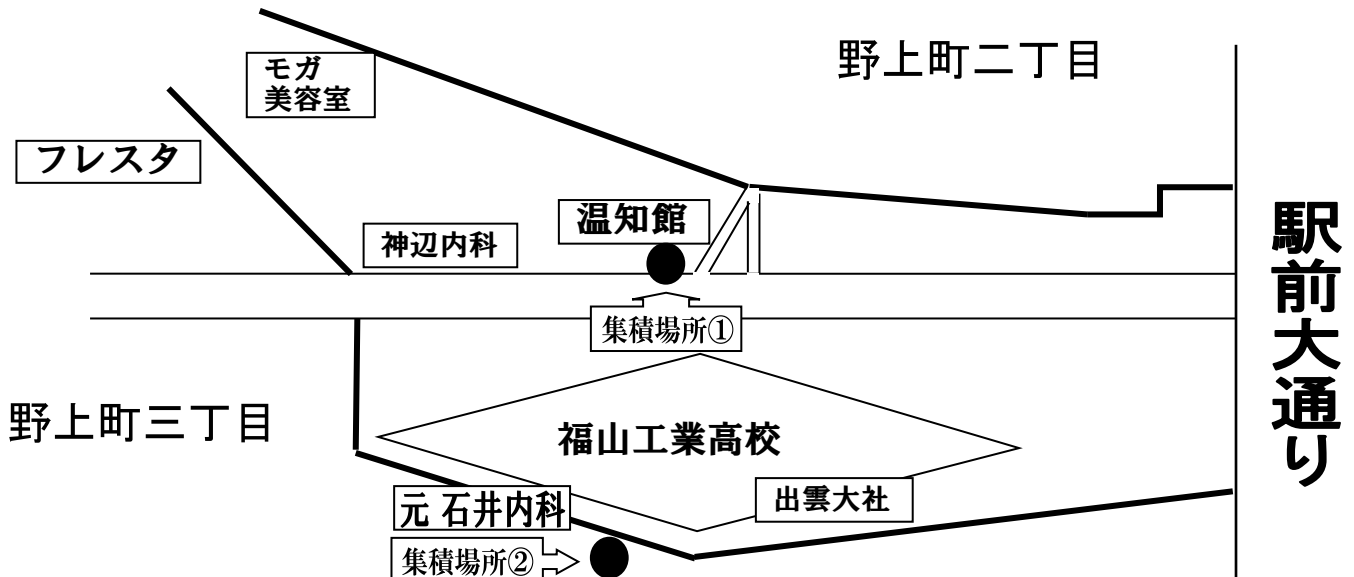 野上町二丁目
モガ
美容室
フレスタ
温知館
神辺内科
駅前大通り
集積場所①
野上町三丁目
福山工業高校
出雲大社
元 石井内科
集積場所②